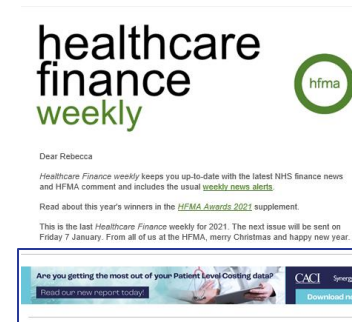 healthcare
finance
weekly
hfma
Dear Rebecca
Healthcare Finance weekly keeps you up-to-date with the latest NHS finance news
and HFMA comment and includes the usual weekly news alerts.
Read about this year's winners in the HFMA Awards 2021 supplement.
This is the last Healthcare Finance weekly for 2021. The next issue will be sent on
Friday 7 January. From all of us at the HFMA, merry Christmas and happy new year.
Are you getting the most out of your Patient Level Costing data?
Read our new report today!
CACI Synerg
Download n